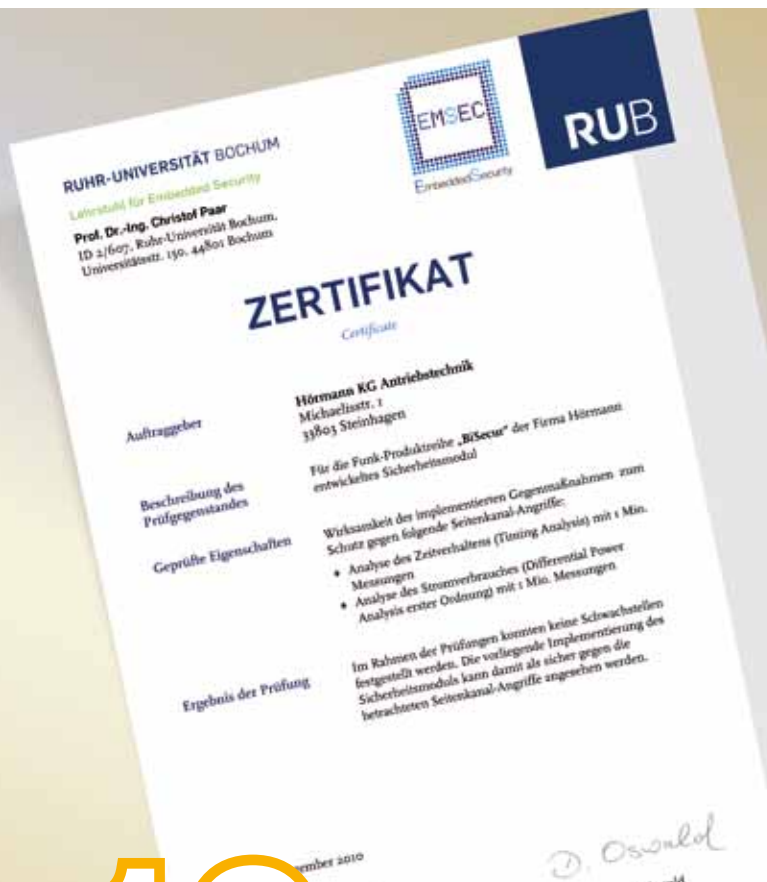 RUHR-UNIVERSITÄT BOCHUM
Lehrstuhl für Embedded Security
Prof. Dr.-Ing. Christof Paar
ID 2/607, Ruhr-Universität Bochum,
Universitätsstr. 150, 44801 Bochum
EMSEC
EmbeddedSecurity
RUB
ZERTIFIKAT
Certificate
Auftraggeber
Hörmann KG Antriebstechnik
Michaelisstr. 1
33803 Steinhagen
Beschreibung des
Prüfgegenstandes
Für die Funk-Produktreihe „BiSecur" der Firma Hörmann
entwickeltes Sicherheitsmodul
Geprüfte Eigenschaften
Wirksamkeit der implementierten Gegenmaßnahmen zum
Schutz gegen folgende Seitenkanal-Angriffe:
• Analyse des Zeitverhaltens (Timing Analysis) mit 1 Mio.
Messungen
• Analyse des Stromverbrauches (Differential Power
Analysis erster Ordnung) mit 1 Mio. Messungen
Ergebnis der Prüfung
Im Rahmen der Prüfungen konnten keine Schwachstellen
festgestellt werden. Die vorliegende Implementierung des
Sicherheitsmoduls kann damit als sicher gegen die
betrachteten Seitenkanal-Angriffe angesehen werden.
2010
D. Oswald